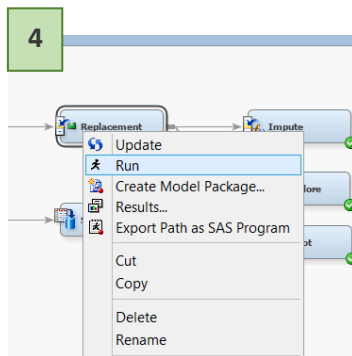 4
Replacement
Impute
Update
Run
Create Model Package...
Results...
Export Path as SAS Program
Cut
Copy
Delete
Rename